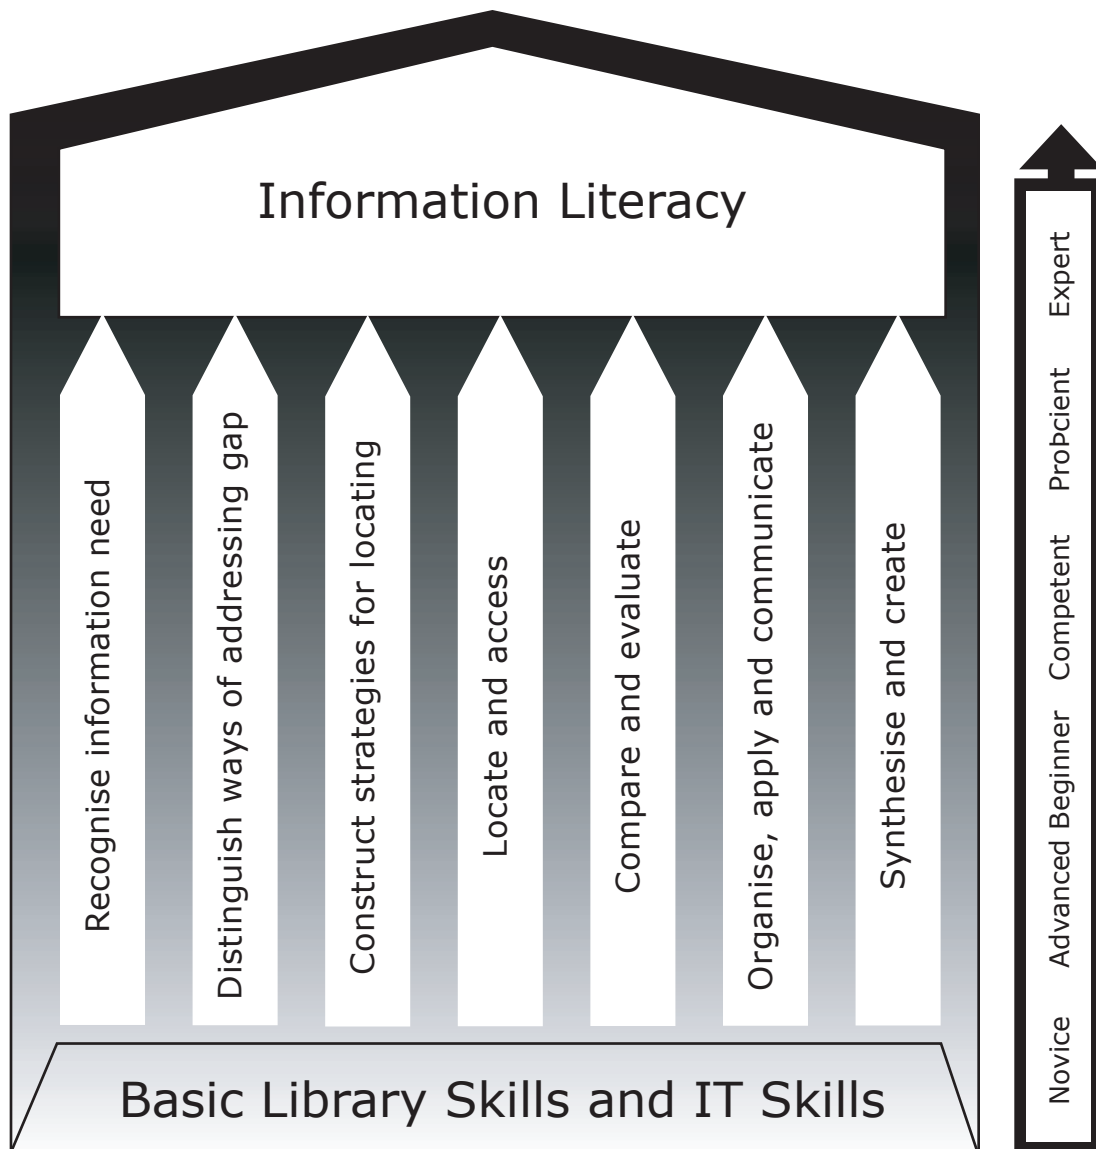 Information Literacy
Recognise information need
Distinguish ways of addressing gap
Construct strategies for locating
Locate and access
Compare and evaluate
Organise, apply and communicate
Synthesise and create
Basic Library Skills and IT Skills
Novice Advanced Beginner Competent ProÞcient Expert